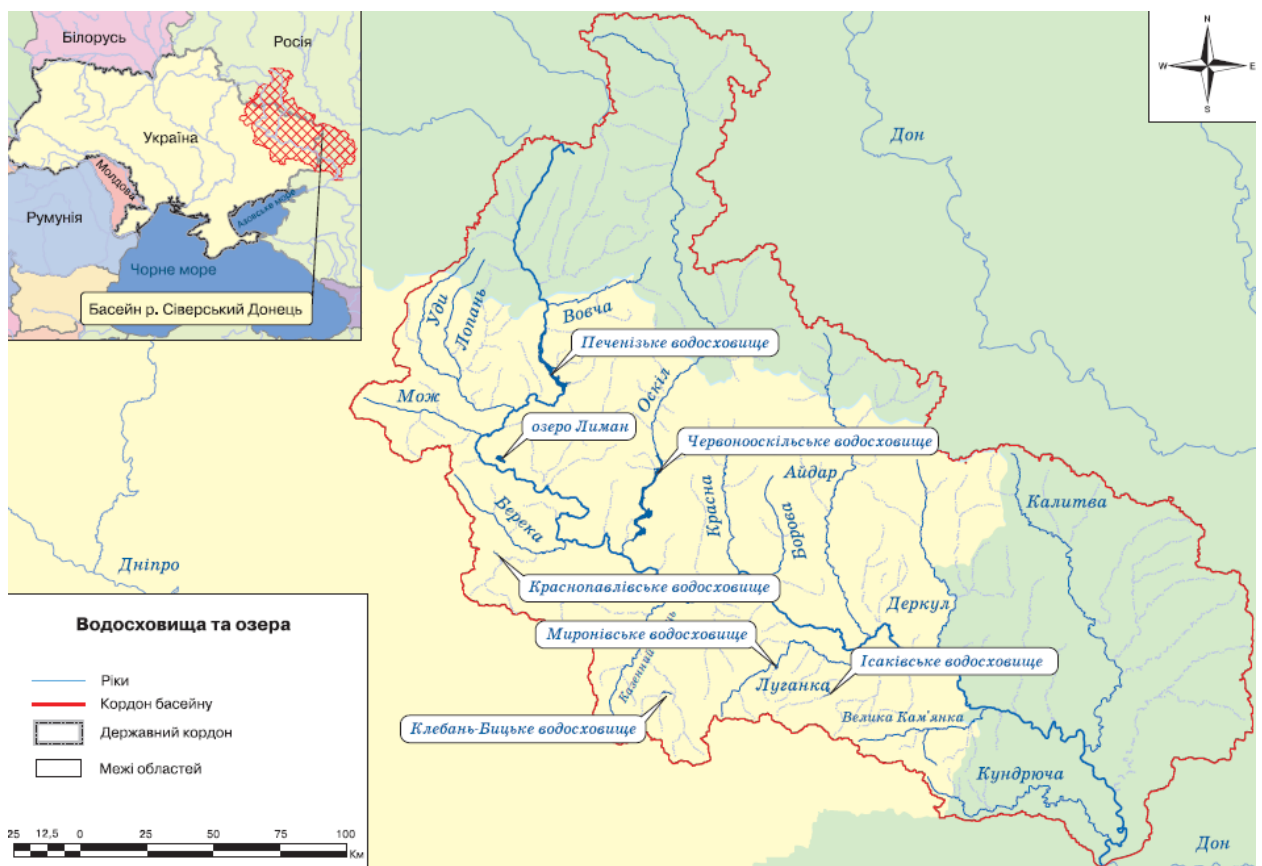 Білорусь
Росія
Україна
Молдова
Румунія
Азовське море
Чорне море
Басейн р. Сіверський Донець
N
W
E
S
Дон
Уди
Лопань
Вовча
Печенізьке водосховище
Оскіл
Мож
озеро Лиман
Червонооскільське водосховище
Айдар
Красна
Борова
Калитва
Берека
Дніпро
Краснопавлівське водосховище
Деркул
Миронівське водосховище
Ісаківське водосховище
Казенний
Луганка
Велика Кам'янка
Клебань-Бицьке водосховище
Кундрюча
Дон
Водосховища та озера
Ріки
Кордон басейну
Державний кордон
Межі областей
25 12,5 0 25 50 75 100
Км